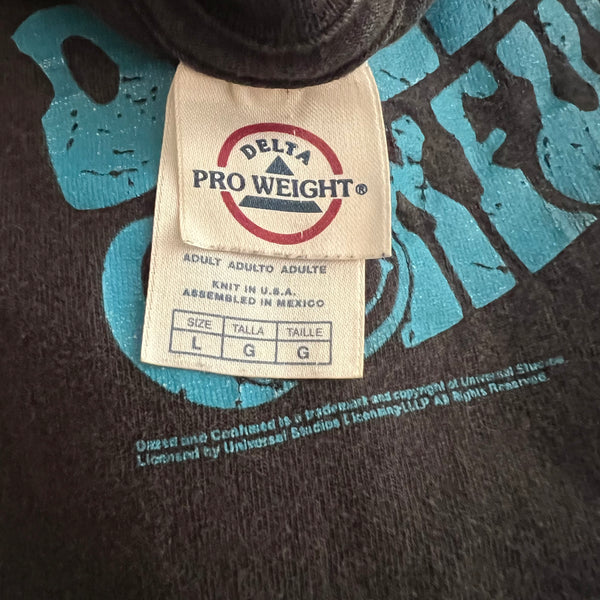 DELTA
PRO WEIGHT®
ADULT ADULTO ADULTE
KNIT IN U.S.A.
ASSEMBLED IN MEXICO
SIZE TALLA TAILLE
L G G
Dazed and Confused is a trademark and copyright of Universal Studios.
Licensed by Universal Studios Licensing LLLP All Rights Reserved.